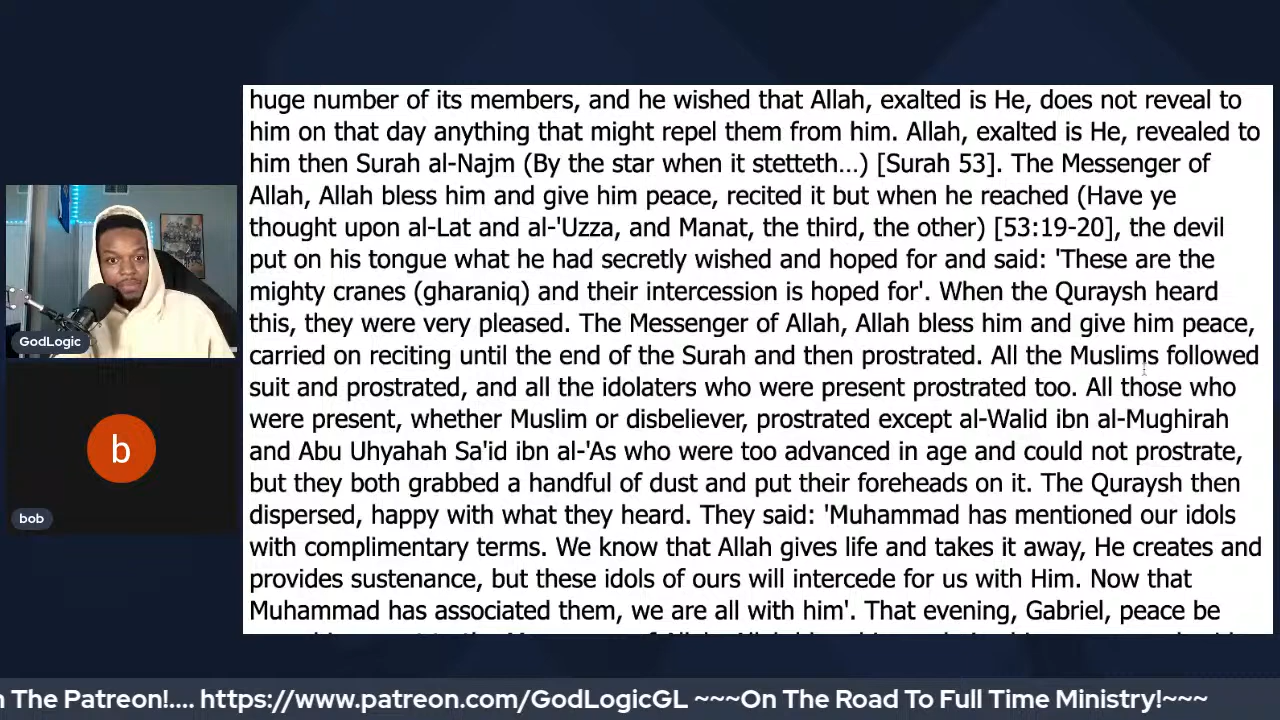 huge number of its members, and he wished that Allah, exalted is He, does not reveal to
him on that day anything that might repel them from him. Allah, exalted is He, revealed to
him then Surah al-Najm (By the star when it stetteth...) [Surah 53]. The Messenger of
Allah, Allah bless him and give him peace, recited it but when he reached (Have ye
thought upon al-Lat and al-'Uzza, and Manat, the third, the other) [53:19-20], the devil
put on his tongue what he had secretly wished and hoped for and said: 'These are the
mighty cranes (gharaniq) and their intercession is hoped for'. When the Quraysh heard
this, they were very pleased. The Messenger of Allah, Allah bless him and give him peace,
carried on reciting until the end of the Surah and then prostrated. All the Muslims followed
suit and prostrated, and all the idolaters who were present prostrated too. All those who
were present, whether Muslim or disbeliever, prostrated except al-Walid ibn al-Mughirah
and Abu Uhyahah Sa'id ibn al-'As who were too advanced in age and could not prostrate,
but they both grabbed a handful of dust and put their foreheads on it. The Quraysh then
dispersed, happy with what they heard. They said: 'Muhammad has mentioned our idols
with complimentary terms. We know that Allah gives life and takes it away, He creates and
provides sustenance, but these idols of ours will intercede for us with Him. Now that
Muhammad has associated them, we are all with him'. That evening, Gabriel, peace be
GodLogic
b
bob
The Patreon!.... https://www.patreon.com/GodLogicGL ~~~On The Road To Full Time Ministry!~~~